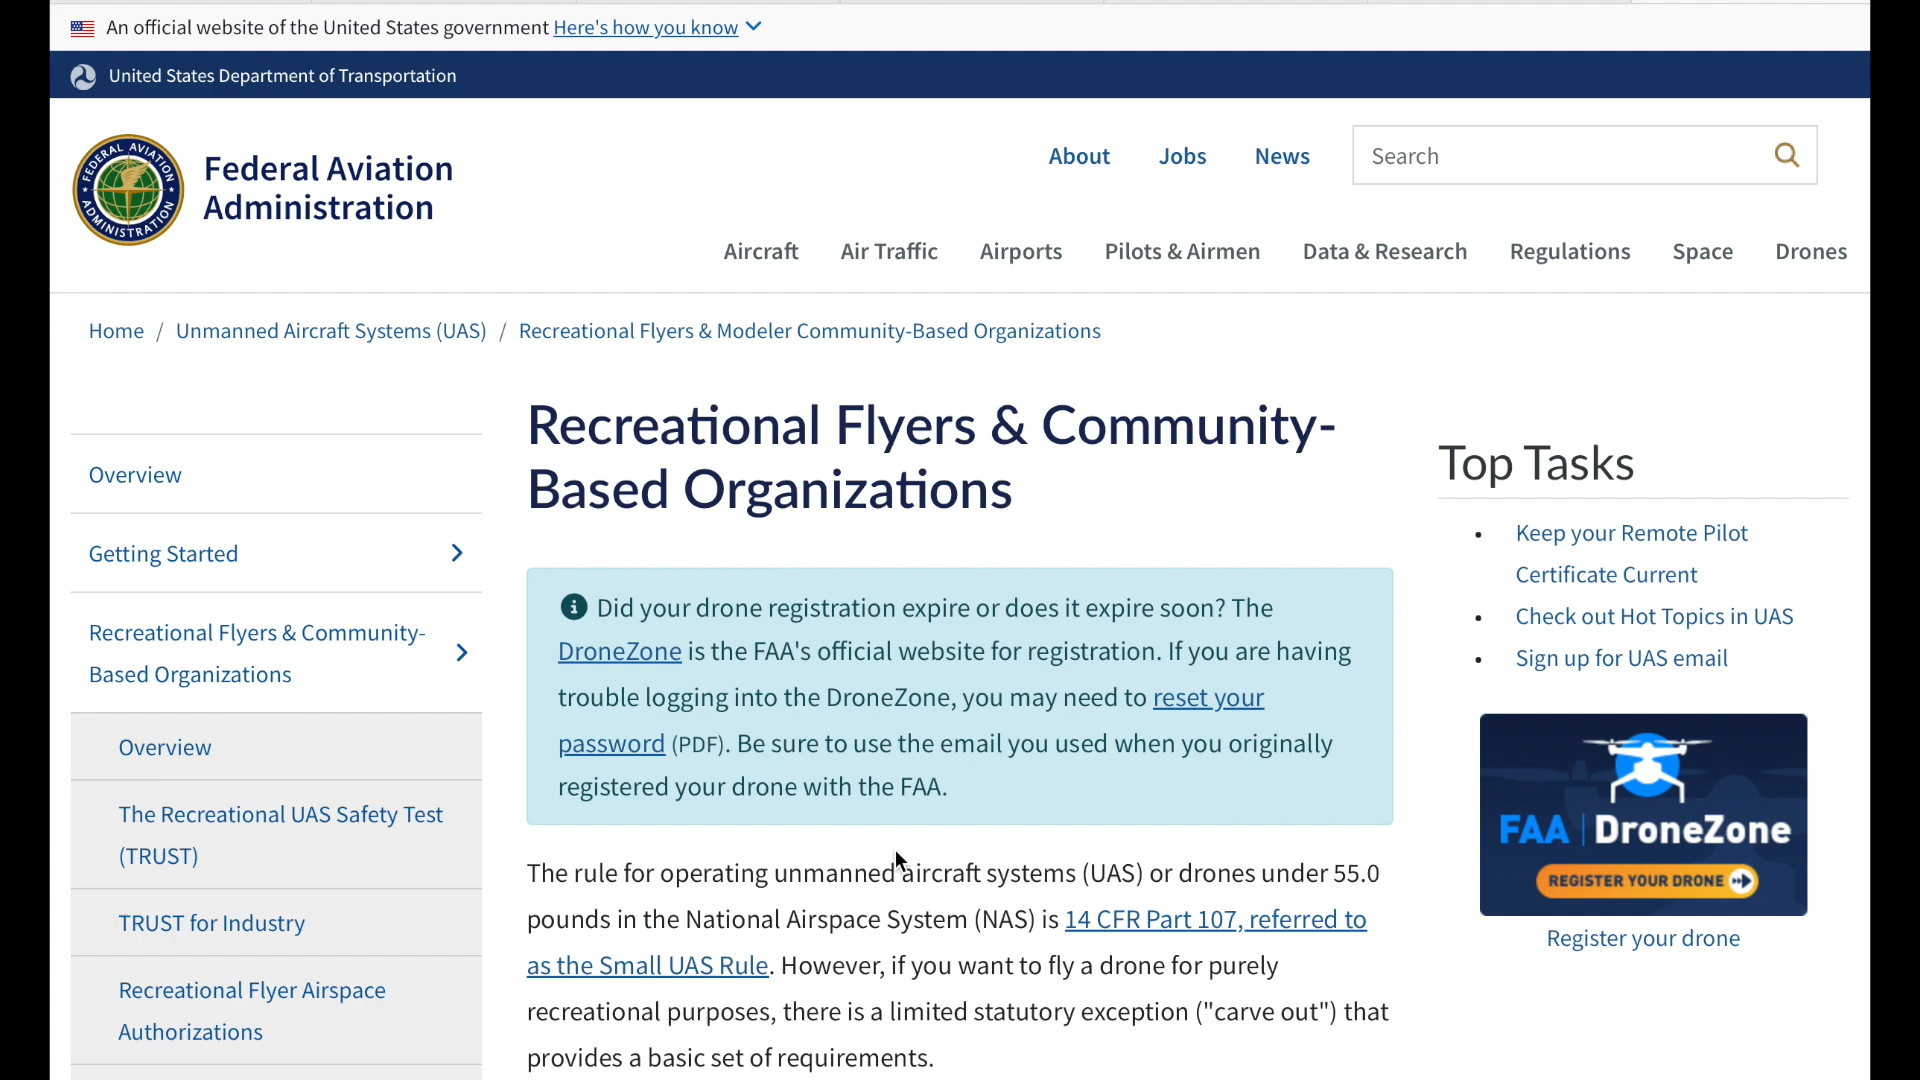 An official website of the United States government Here's how you know
United States Department of Transportation
FEDERAL AVIATION ADMINISTRATION
Federal Aviation
Administration
About Jobs News Search
Aircraft Air Traffic Airports Pilots & Airmen Data & Research Regulations Space Drones
Home / Unmanned Aircraft Systems (UAS) / Recreational Flyers & Modeler Community-Based Organizations
Overview
Getting Started
Recreational Flyers & Community-
Based Organizations
Overview
The Recreational UAS Safety Test
(TRUST)
TRUST for Industry
Recreational Flyer Airspace
Authorizations
Recreational Flyers & Community-
Based Organizations
Did your drone registration expire or does it expire soon? The
DroneZone is the FAA's official website for registration. If you are having
trouble logging into the DroneZone, you may need to reset your
password (PDF). Be sure to use the email you used when you originally
registered your drone with the FAA.
The rule for operating unmanned aircraft systems (UAS) or drones under 55.0
pounds in the National Airspace System (NAS) is 14 CFR Part 107, referred to
as the Small UAS Rule. However, if you want to fly a drone for purely
recreational purposes, there is a limited statutory exception ("carve out") that
provides a basic set of requirements.
Top Tasks
• Keep your Remote Pilot
Certificate Current
• Check out Hot Topics in UAS
• Sign up for UAS email
FAA | DroneZone
REGISTER YOUR DRONE
Register your drone